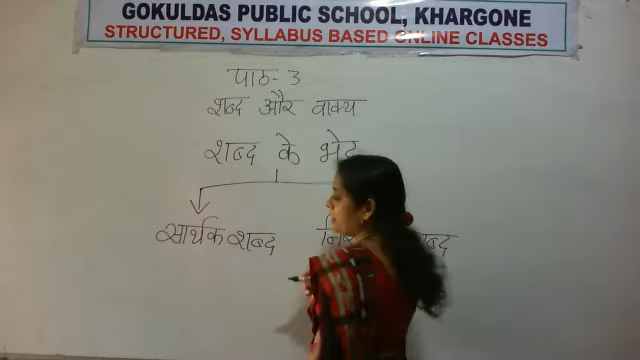 GOKULDAS PUBLIC SCHOOL, KHARGONE
STRUCTURED, SYLLABUS BASED ONLINE CLASSES
पाठ- 3
शब्द और वाक्य
शब्द के भेद
सार्थक शब्द